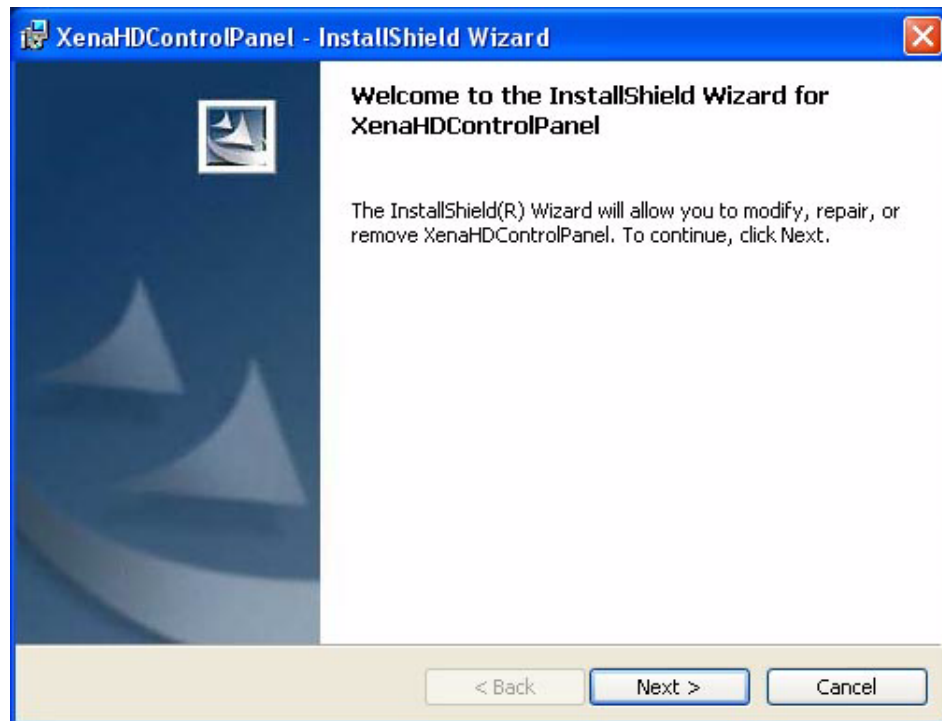 XenaHDControlPanel - InstallShield Wizard
Welcome to the InstallShield Wizard for
XenaHDControlPanel
The InstallShield(R) Wizard will allow you to modify, repair, or
remove XenaHDControlPanel. To continue, click Next.
< Back
Next >
Cancel